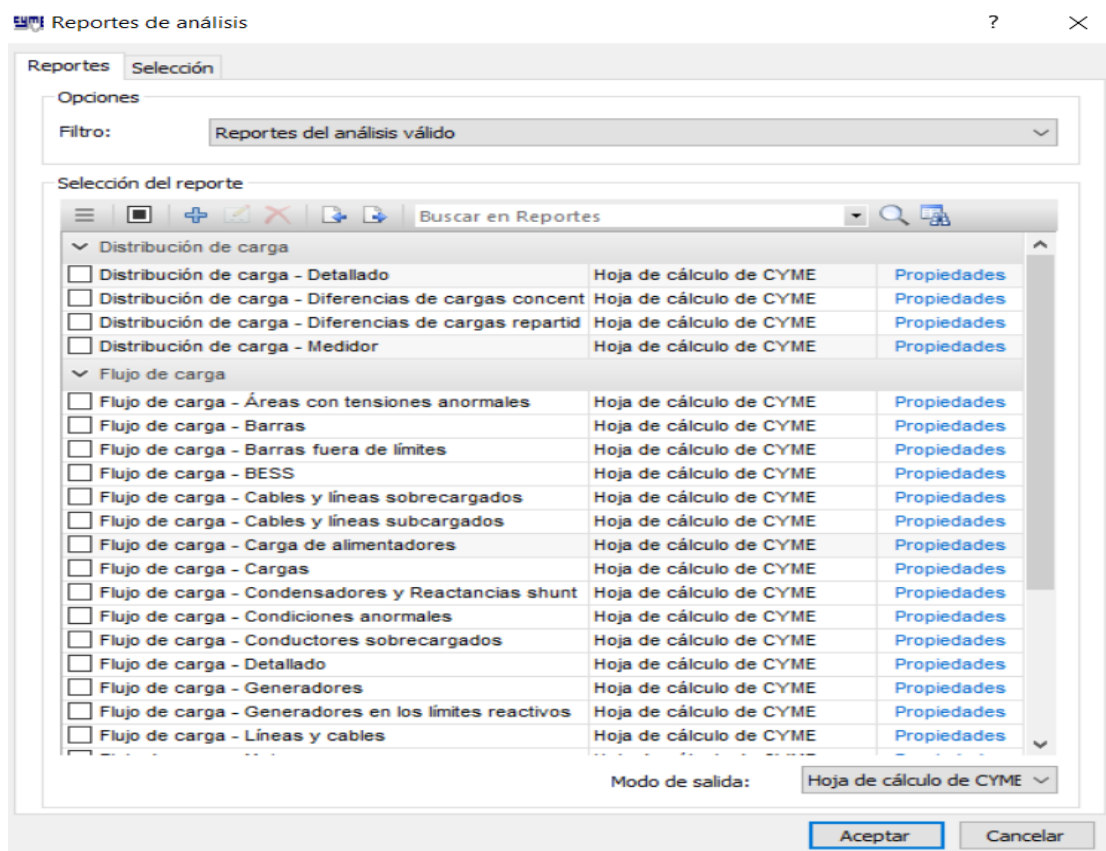 CYME Reportes de análisis ?
Reportes Selección
Opciones
Filtro: Reportes del análisis válido
Selección del reporte
Buscar en Reportes
Distribución de carga
Distribución de carga - Detallado Hoja de cálculo de CYME Propiedades
Distribución de carga - Diferencias de cargas concent Hoja de cálculo de CYME Propiedades
Distribución de carga - Diferencias de cargas repartid Hoja de cálculo de CYME Propiedades
Distribución de carga - Medidor Hoja de cálculo de CYME Propiedades
Flujo de carga
Flujo de carga - Áreas con tensiones anormales Hoja de cálculo de CYME Propiedades
Flujo de carga - Barras Hoja de cálculo de CYME Propiedades
Flujo de carga - Barras fuera de límites Hoja de cálculo de CYME Propiedades
Flujo de carga - BESS Hoja de cálculo de CYME Propiedades
Flujo de carga - Cables y líneas sobrecargados Hoja de cálculo de CYME Propiedades
Flujo de carga - Cables y líneas subcargados Hoja de cálculo de CYME Propiedades
Flujo de carga - Carga de alimentadores Hoja de cálculo de CYME Propiedades
Flujo de carga - Cargas Hoja de cálculo de CYME Propiedades
Flujo de carga - Condensadores y Reactancias shunt Hoja de cálculo de CYME Propiedades
Flujo de carga - Condiciones anormales Hoja de cálculo de CYME Propiedades
Flujo de carga - Conductores sobrecargados Hoja de cálculo de CYME Propiedades
Flujo de carga - Detallado Hoja de cálculo de CYME Propiedades
Flujo de carga - Generadores Hoja de cálculo de CYME Propiedades
Flujo de carga - Generadores en los límites reactivos Hoja de cálculo de CYME Propiedades
Flujo de carga - Líneas y cables Hoja de cálculo de CYME Propiedades
Modo de salida: Hoja de cálculo de CYME
Aceptar Cancelar